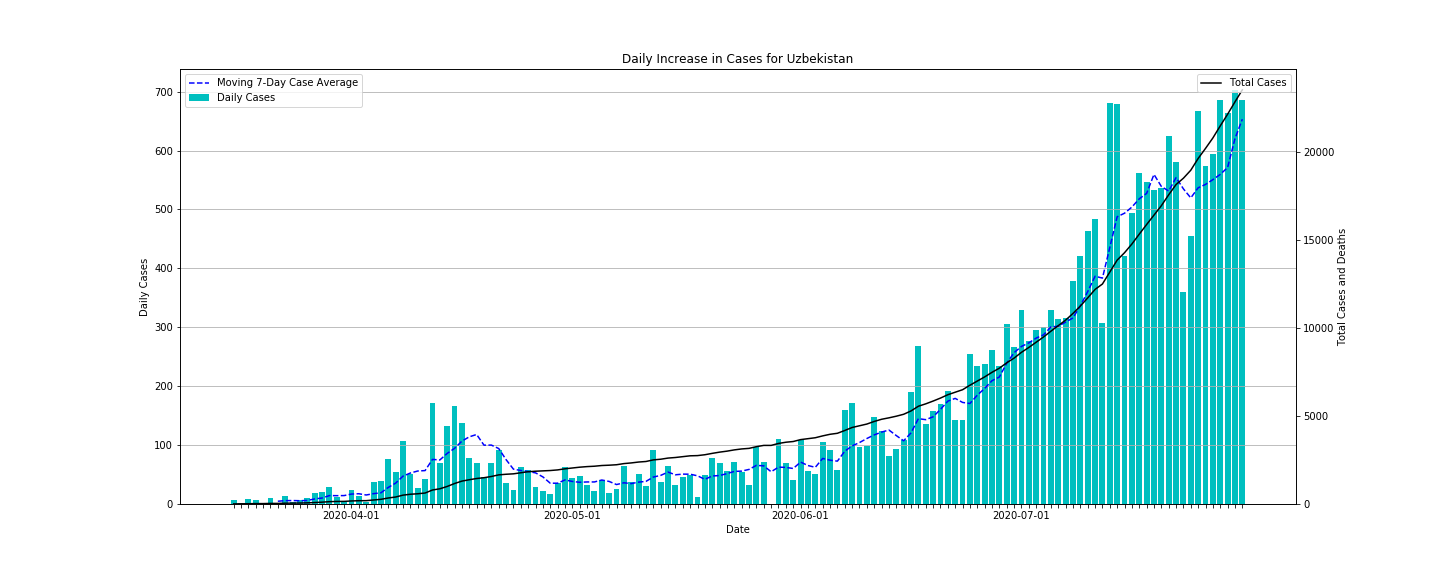 Daily Increase in Cases for Uzbekistan
Moving 7-Day Case Average
Daily Cases
Total Cases
700
600
500
400
300
200
100
0
Daily Cases
20000
15000
10000
5000
0
Total Cases and Deaths
2020-04-01
2020-05-01
2020-06-01
2020-07-01
Date